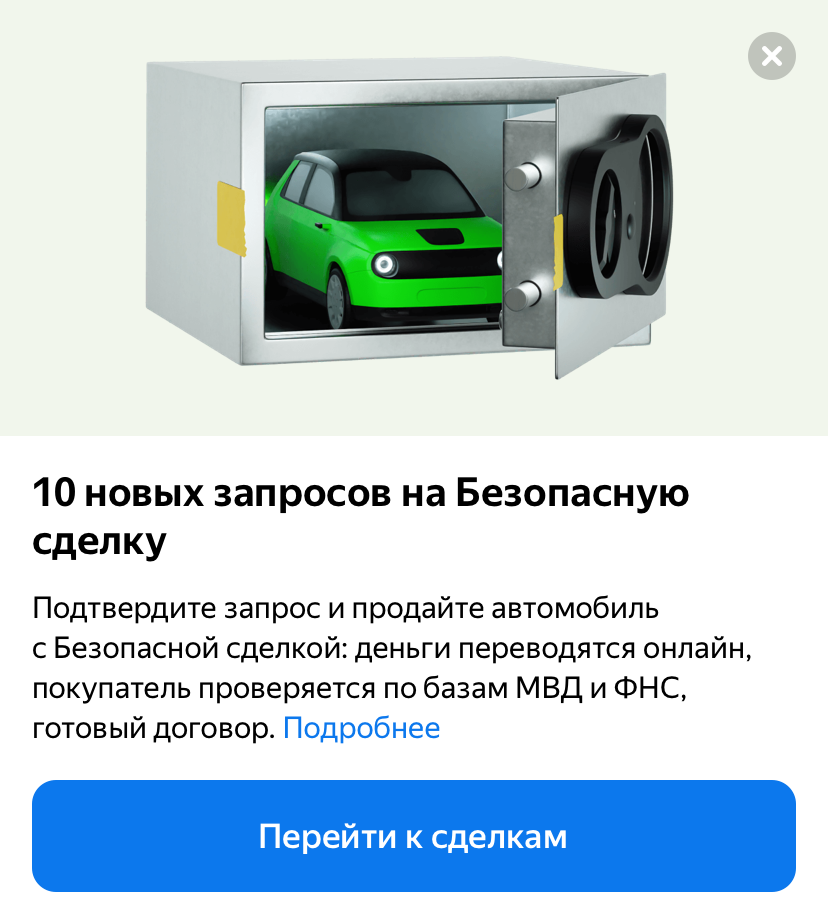 10 новых запросов на Безопасную
сделку
Подтвердите запрос и продайте автомобиль
с Безопасной сделкой: деньги переводятся онлайн,
покупатель проверяется по базам МВД и ФНС,
готовый договор. Подробнее
Перейти к сделкам